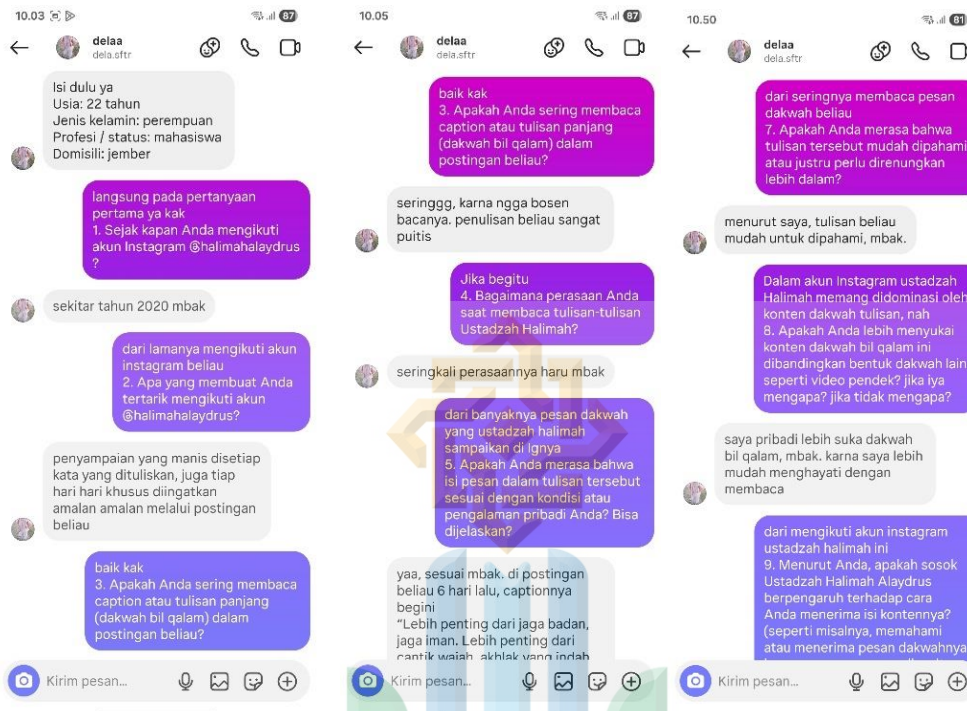 10.03
87
delaa
dela.sftr
Isi dulu ya
Usia: 22 tahun
Jenis kelamin: perempuan
Profesi / status: mahasiswa
Domisili: jember
langsung pada pertanyaan
pertama ya kak
1. Sejak kapan Anda mengikuti
akun Instagram @halimahalaydrus
?
sekitar tahun 2020 mbak
dari lamanya mengikuti akun
instagram beliau
2. Apa yang membuat Anda
tertarik mengikuti akun
@halimahalaydrus?
penyampaian yang manis disetiap
kata yang dituliskan, juga tiap
hari hari khusus diingatkan
amalan amalan melalui postingan
beliau
baik kak
3. Apakah Anda sering membaca
caption atau tulisan panjang
(dakwah bil qalam) dalam
postingan beliau?
Kirim pesan...
10.05
87
delaa
dela.sftr
baik kak
3. Apakah Anda sering membaca
caption atau tulisan panjang
(dakwah bil qalam) dalam
postingan beliau?
seringgg, karna ngga bosen
bacanya. penulisan beliau sangat
puitis
Jika begitu
4. Bagaimana perasaan Anda
saat membaca tulisan-tulisan
Ustadzah Halimah?
seringkali perasaannya haru mbak
dari banyaknya pesan dakwah
yang ustadzah halimah
sampaikan di Ignya
5. Apakah Anda merasa bahwa
isi pesan dalam tulisan tersebut
sesuai dengan kondisi atau
pengalaman pribadi Anda? Bisa
dijelaskan?
yaa, sesuai mbak. di postingan
beliau 6 hari lalu, captionnya
begini
"Lebih penting dari jaga badan,
jaga iman. Lebih penting dari
cantik wajah, akhlak yang indah
Kirim pesan...
10.50
81
delaa
dela.sftr
dari seringnya membaca pesan
dakwah beliau
7. Apakah Anda merasa bahwa
tulisan tersebut mudah dipahami
atau justru perlu direnungkan
lebih dalam?
menurut saya, tulisan beliau
mudah untuk dipahami, mbak.
Dalam akun Instagram ustadzah
Halimah memang didominasi oleh
konten dakwah tulisan, nah
8. Apakah Anda lebih menyukai
konten dakwah bil qalam ini
dibandingkan bentuk dakwah lain
seperti video pendek? jika iya
mengapa? jika tidak mengapa?
saya pribadi lebih suka dakwah
bil qalam, mbak. karna saya lebih
mudah menghayati dengan
membaca
dari mengikuti akun instagram
ustadzah halimah ini
9. Menurut Anda, apakah sosok
Ustadzah Halimah Alaydrus
berpengaruh terhadap cara
Anda menerima isi kontennya?
(seperti misalnya, memahami
atau menerima pesan dakwahnya
Kirim pesan...